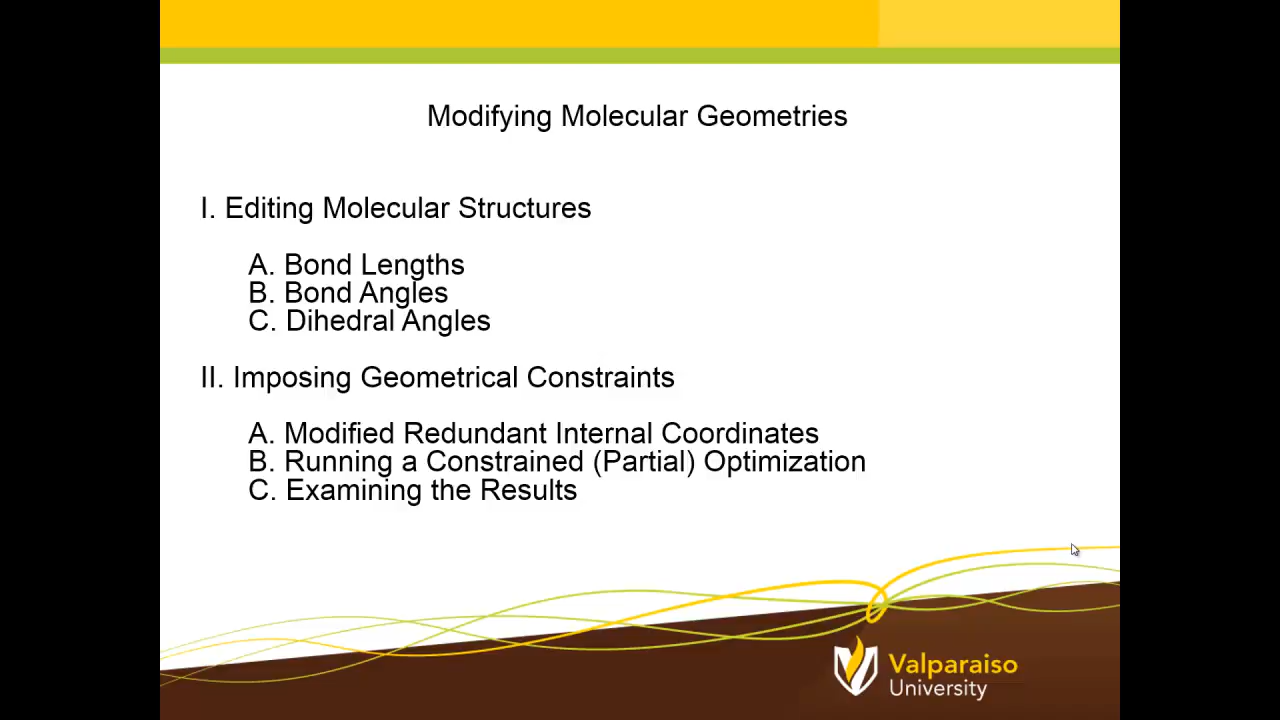 Modifying Molecular Geometries
I. Editing Molecular Structures
A. Bond Lengths
B. Bond Angles
C. Dihedral Angles
II. Imposing Geometrical Constraints
A. Modified Redundant Internal Coordinates
B. Running a Constrained (Partial) Optimization
C. Examining the Results
Valparaiso
University